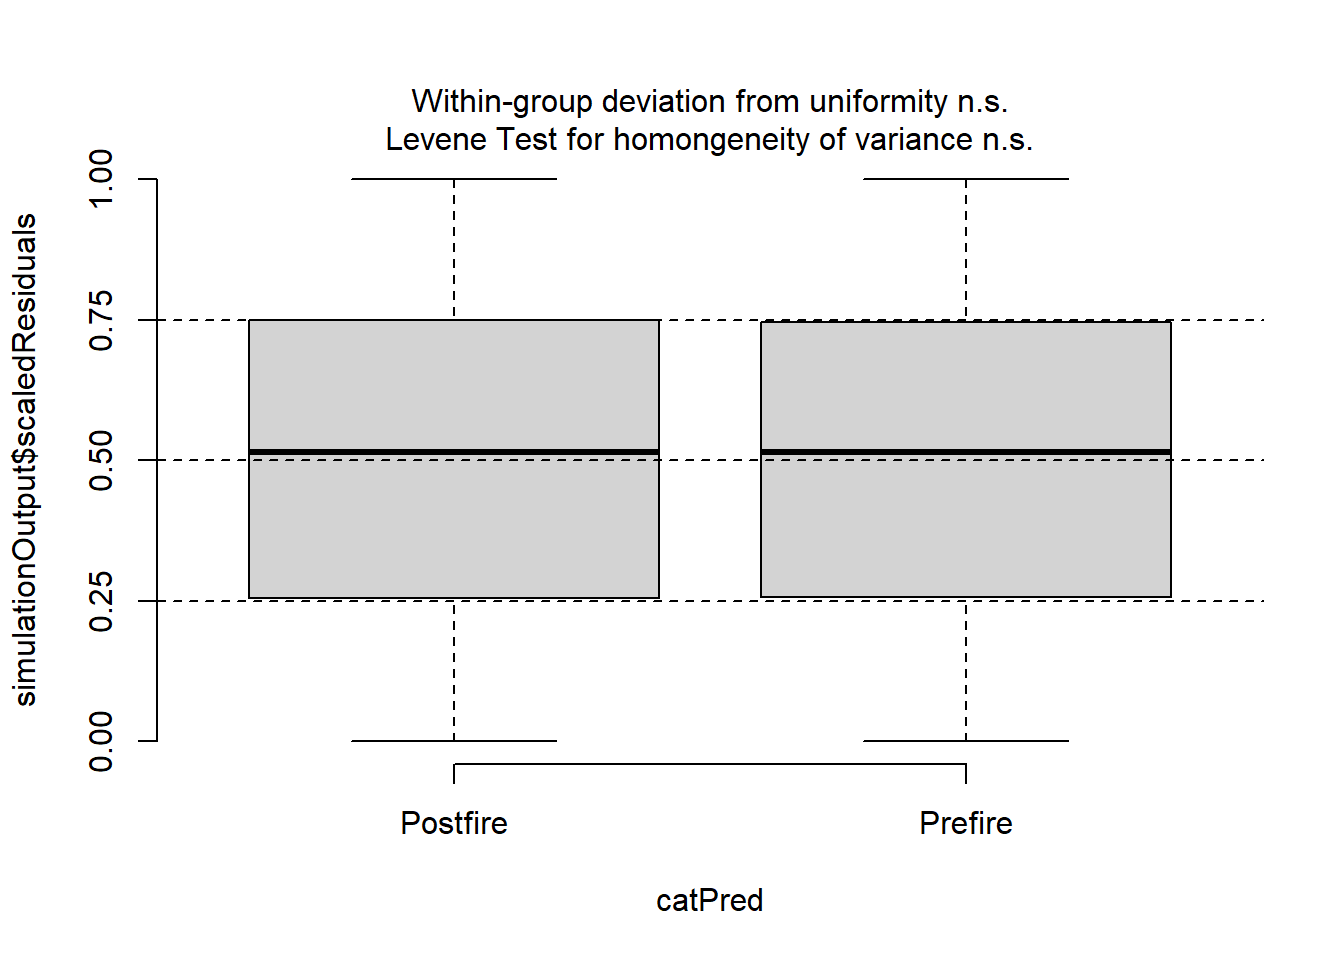 Within-group deviation from uniformity n.s.
Levene Test for homongeneity of variance n.s.
simulationOutput$scaledResiduals
1.00
0.75
0.50
0.25
0.00
Postfire
Prefire
catPred